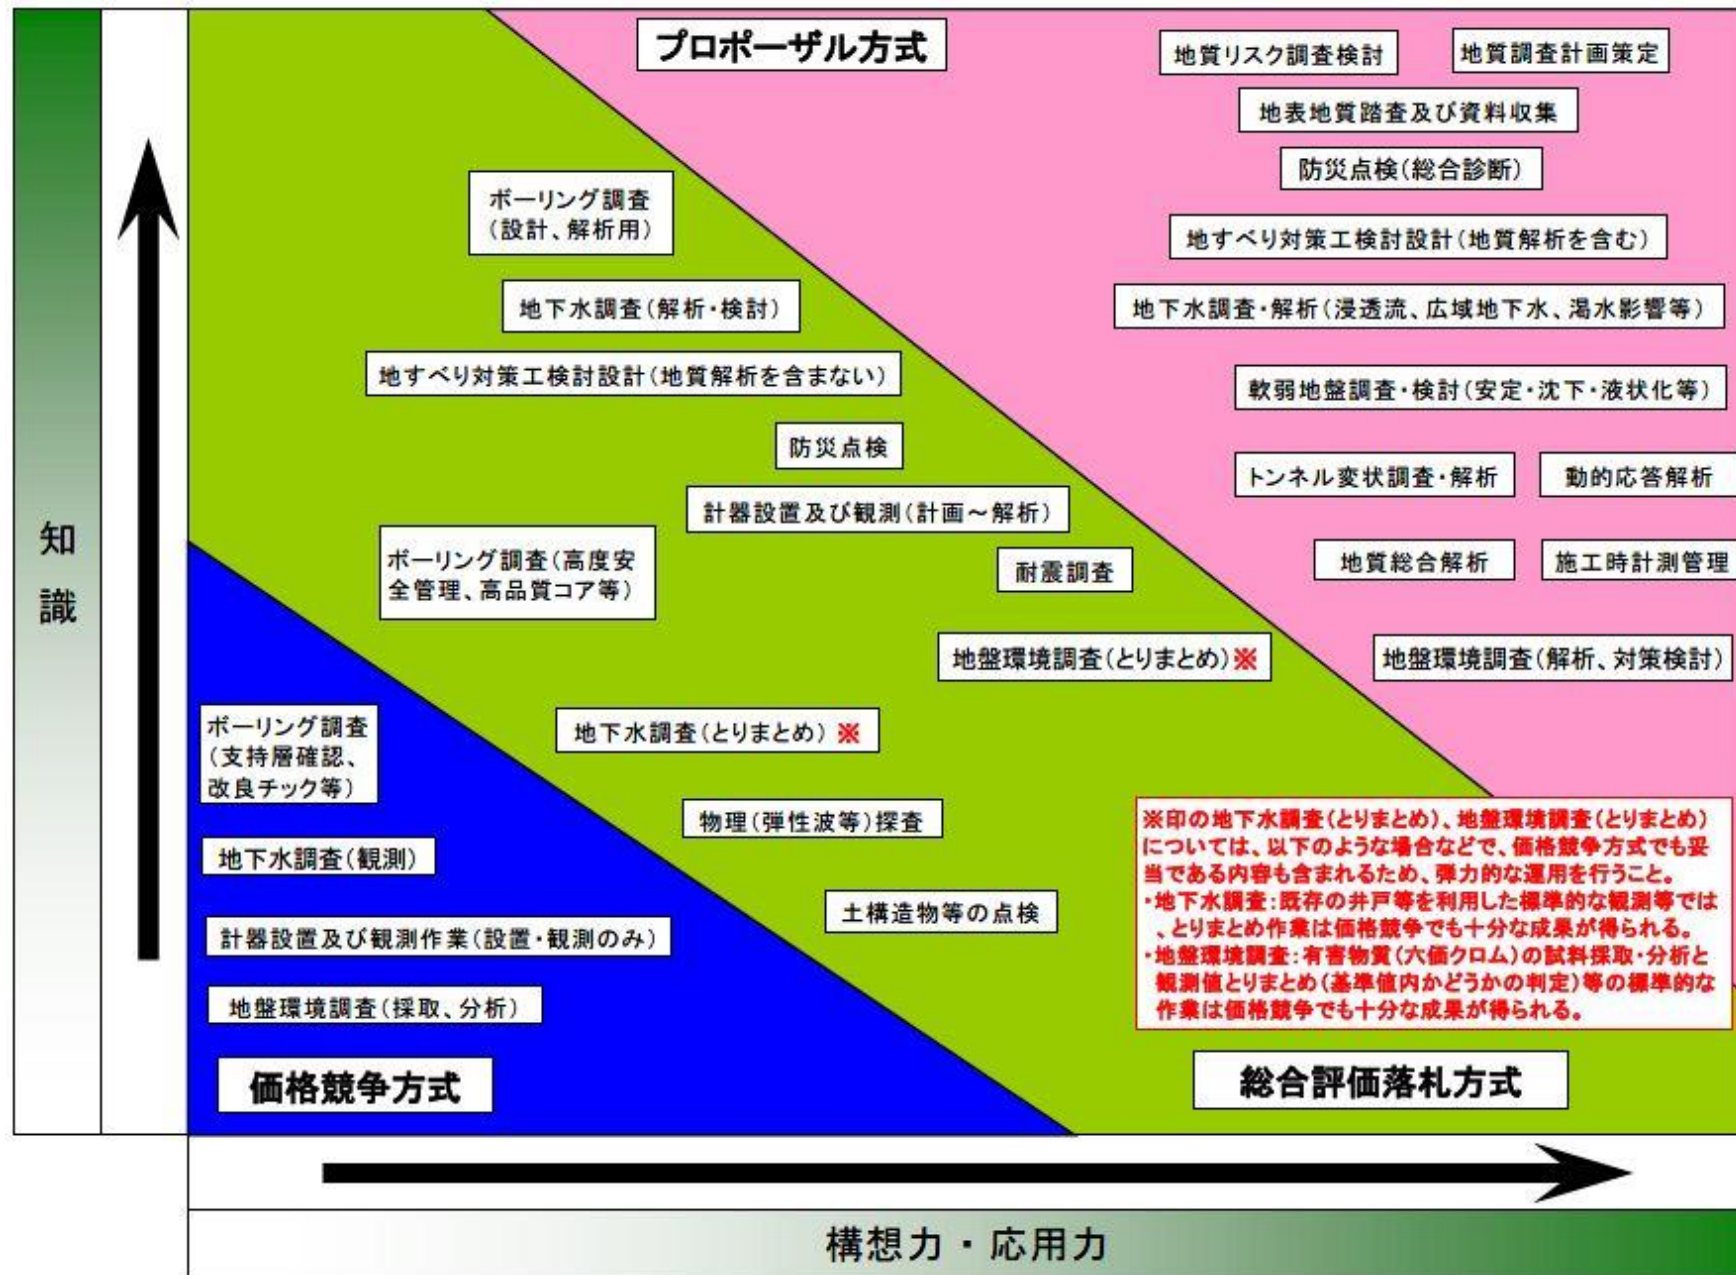 プロポーザル方式
地質リスク調査検討
地質調査計画策定
地表地質踏査及び資料収集
防災点検(総合診断)
ボーリング調査
(設計、解析用)
地すべり対策工検討設計(地質解析を含む)
地下水調査(解析・検討)
地下水調査・解析(浸透流、広域地下水、渇水影響等)
地すべり対策工検討設計(地質解析を含まない)
軟弱地盤調査・検討(安定・沈下・液状化等)
防災点検
トンネル変状調査・解析
動的応答解析
計器設置及び観測(計画～解析)
知
識
ボーリング調査(高度安
全管理、高品質コア等)
耐震調査
地質総合解析
施工時計測管理
地盤環境調査(とりまとめ)※
地盤環境調査(解析、対策検討)
ボーリング調査
(支持層確認、
改良チック等)
地下水調査(とりまとめ)※
物理(弾性波等)探査
地下水調査(観測)
土構造物等の点検
計器設置及び観測作業(設置・観測のみ)
地盤環境調査(採取、分析)
※印の地下水調査(とりまとめ)、地盤環境調査(とりまとめ)
については、以下のような場合などで、価格競争方式でも妥
当である内容も含まれるため、弾力的な運用を行うこと。
・地下水調査:既存の井戸等を利用した標準的な観測等では
、とりまとめ作業は価格競争でも十分な成果が得られる。
・地盤環境調査:有害物質(六価クロム)の試料採取・分析と
観測値とりまとめ(基準値内かどうかの判定)等の標準的な
作業は価格競争でも十分な成果が得られる。
価格競争方式
総合評価落札方式
構想力・応用力